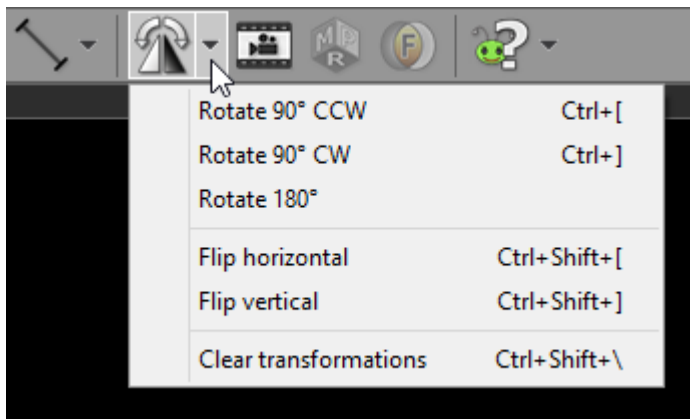 MPR
F
?
Rotate 90° CCW Ctrl+[
Rotate 90° CW Ctrl+]
Rotate 180°
Flip horizontal Ctrl+Shift+[
Flip vertical Ctrl+Shift+]
Clear transformations Ctrl+Shift+\